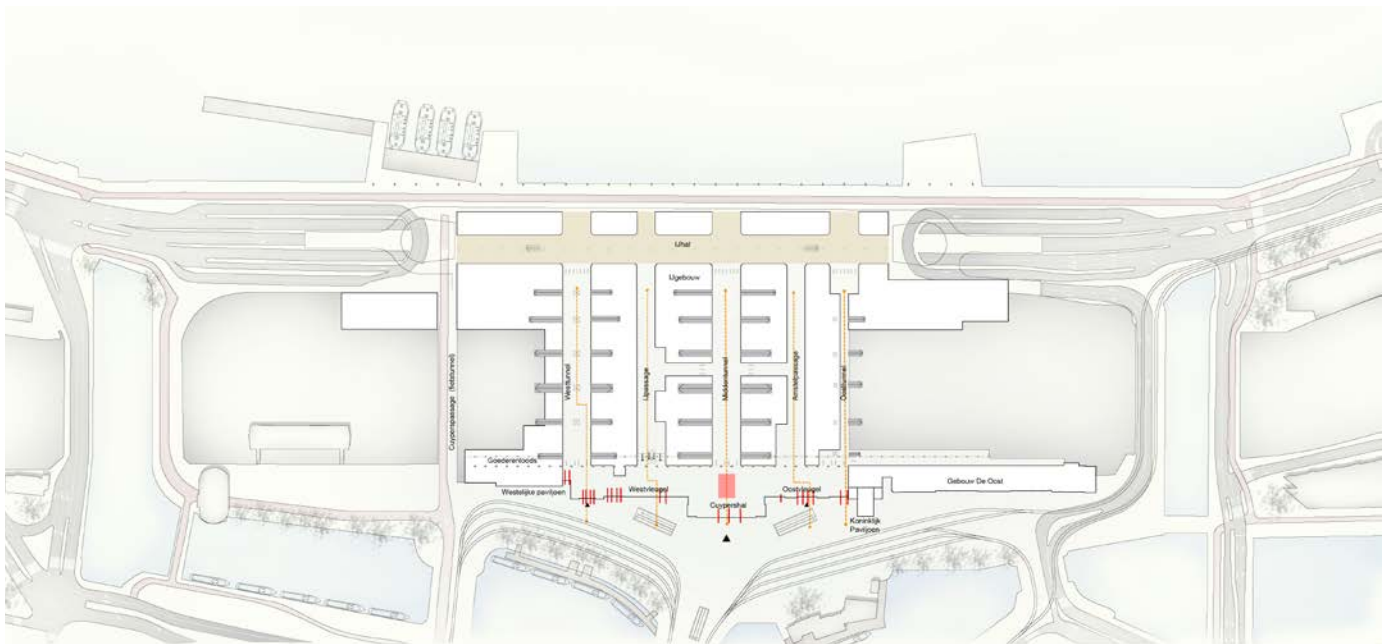 IJhal
IJgebouw
Cuyperspassage (fietstunnel)
Westtunnel
IJpassage
Middentunnel
Amstelpassage
Oosttunnel
Goederenloods
Westelijke paviljoen
Westvleugel
Cuypershal
Oostvleugel
Gebouw De Oost
Koninklijk
Paviljoen